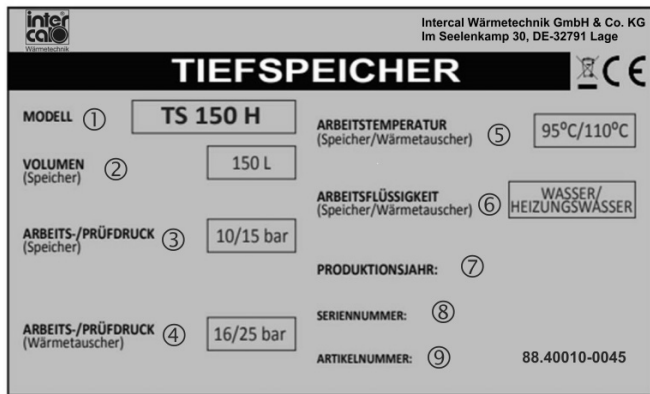 inter
cal
Wärmetechnik
Intercal Wärmetechnik GmbH & Co. KG
Im Seelenkamp 30, DE-32791 Lage
TIEFSPEICHER
CE
MODELL ① TS 150 H
VOLUMEN
(Speicher) ② 150 L
ARBEITS-/PRÜFDRUCK
(Speicher) ③ 10/15 bar
ARBEITS-/PRÜFDRUCK
(Wärmetauscher) ④ 16/25 bar
ARBEITSTEMPERATUR
(Speicher/Wärmetauscher) ⑤ 95°C/110°C
ARBEITSFLÜSSIGKEIT
(Speicher/Wärmetauscher) ⑥ WASSER/
HEIZUNGSWASSER
PRODUKTIONSJAHR: ⑦
SERIENNUMMER: ⑧
ARTIKELNUMMER: ⑨ 88.40010-0045